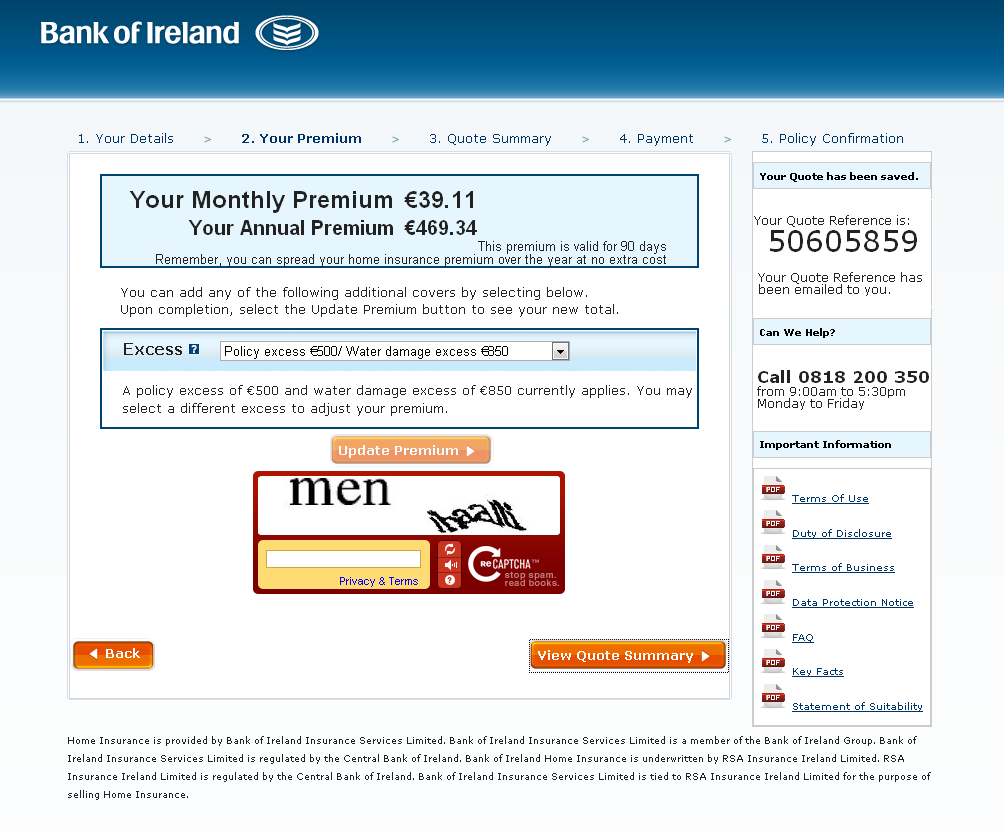 Bank of Ireland
1. Your Details > 2. Your Premium > 3. Quote Summary > 4. Payment > 5. Policy Confirmation
Your Monthly Premium €39.11
Your Annual Premium €469.34
This premium is valid for 90 days
Remember, you can spread your home insurance premium over the year at no extra cost
You can add any of the following additional covers by selecting below.
Upon completion, select the Update Premium button to see your new total.
Excess ? Policy excess €500/ Water damage excess €850
A policy excess of €500 and water damage excess of €850 currently applies. You may
select a different excess to adjust your premium.
Update Premium
men
Privacy & Terms
?
reCAPTCHA™
stop spam.
read books.
Back
View Quote Summary
Your Quote has been saved.
Your Quote Reference is:
50605859
Your Quote Reference has
been emailed to you.
Can We Help?
Call 0818 200 350
from 9:00am to 5:30pm
Monday to Friday
Important Information
PDF Terms Of Use
PDF Duty of Disclosure
PDF Terms of Business
PDF Data Protection Notice
PDF FAQ
PDF Key Facts
PDF Statement of Suitability
Home Insurance is provided by Bank of Ireland Insurance Services Limited. Bank of Ireland Insurance Services Limited is a member of the Bank of Ireland Group. Bank of
Ireland Insurance Services Limited is regulated by the Central Bank of Ireland. Bank of Ireland Home Insurance is underwritten by RSA Insurance Ireland Limited. RSA
Insurance Ireland Limited is regulated by the Central Bank of Ireland. Bank of Ireland Insurance Services Limited is tied to RSA Insurance Ireland Limited for the purpose of
selling Home Insurance.